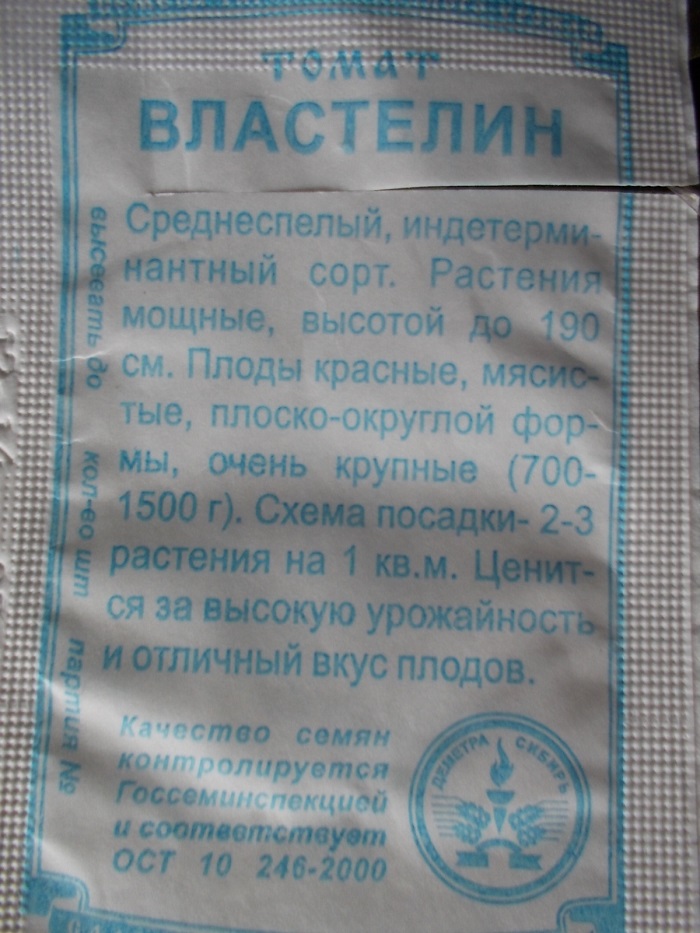 ТОМАТ
ВЛАСТЕЛИН
Среднеспелый, индетерми-
нантный сорт. Растения
мощные, высотой до 190
см. Плоды красные, мясис-
тые, плоско-округлой фор-
мы, очень крупные (700-
1500 г). Схема посадки- 2-3
растения на 1 кв.м. Ценит-
ся за высокую урожайность
и отличный вкус плодов.
высевать до кол-во шт партия №
Качество семян
контролируется
Госсеминспекцией
и соответствует
ОСТ 10 246-2000
ДЕМЕТРА СИБИРЬ